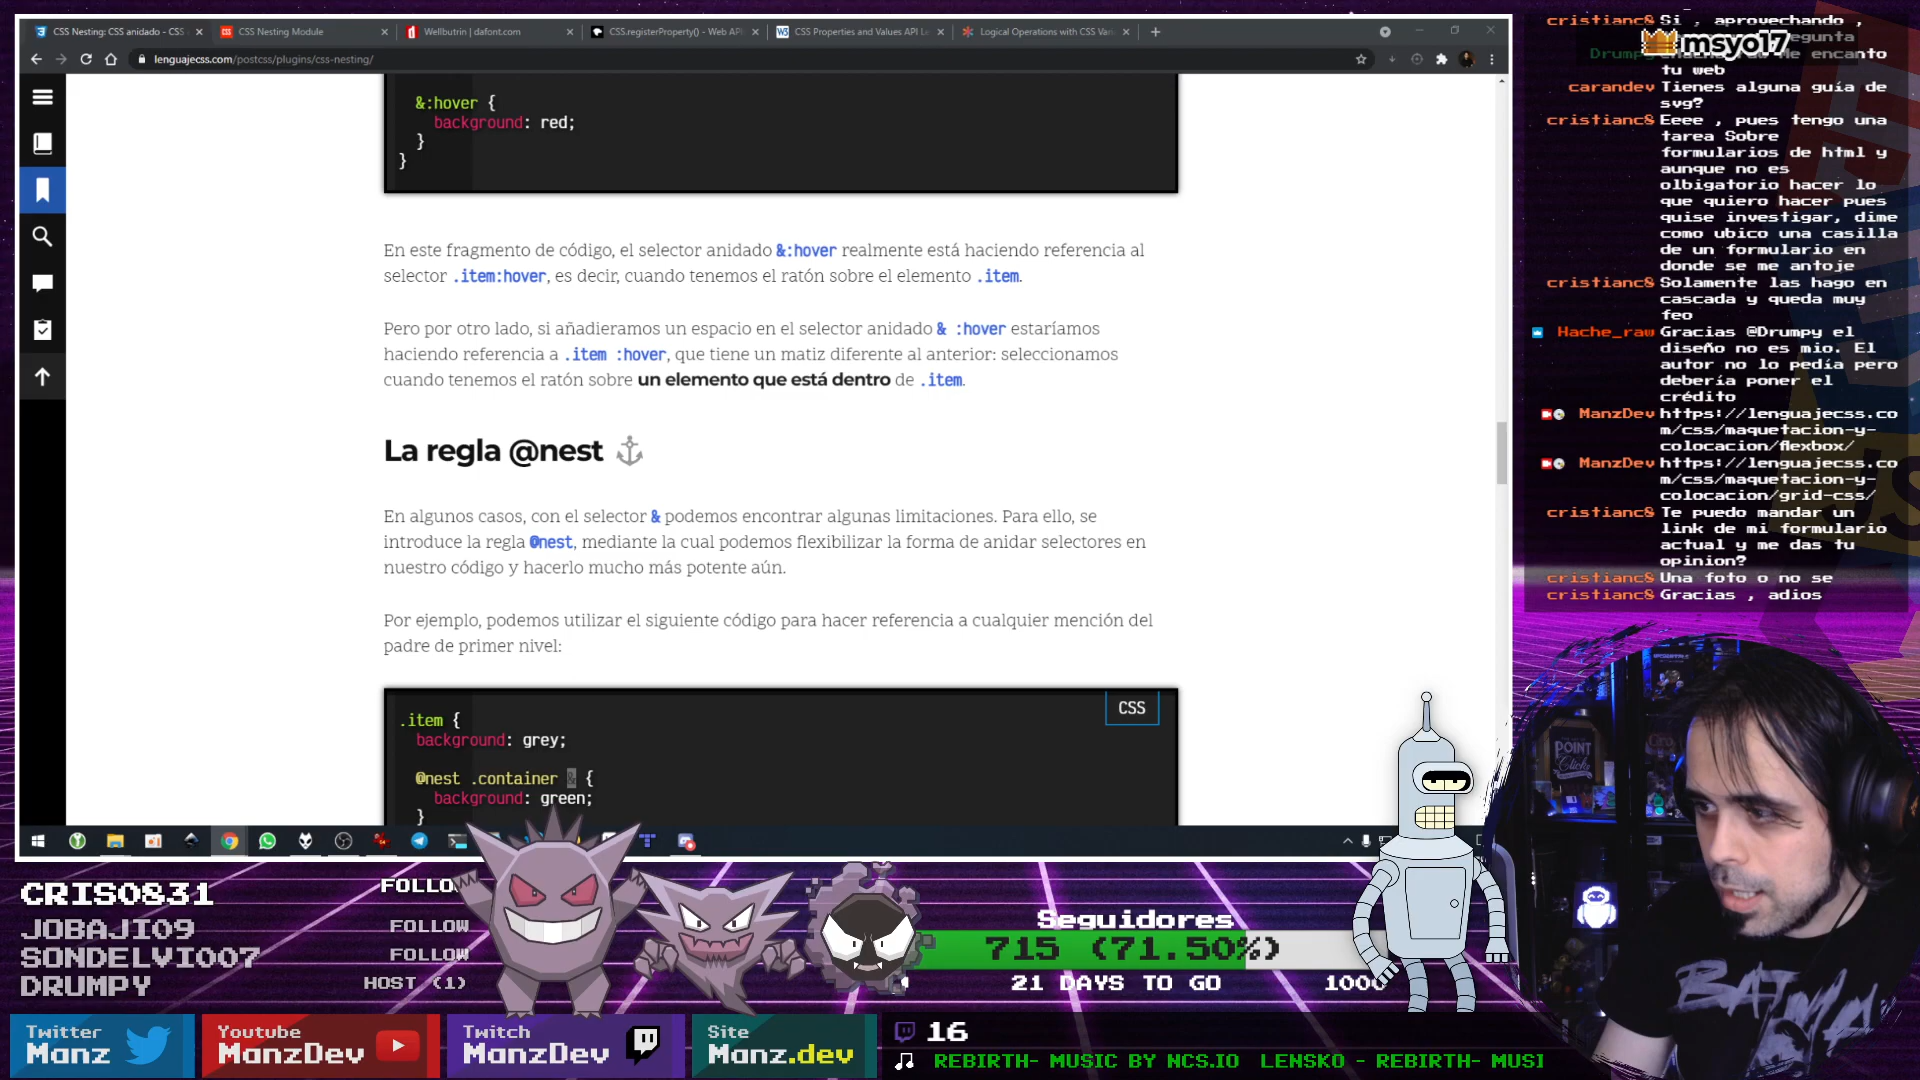 CSS Nesting: CSS anidado - CSS
CSS Nesting Module
Wellbutrin | dafont.com
CSS.registerProperty() - Web API
CSS Properties and Values API Le
Logical Operations with CSS Var
lenguajecss.com/postcss/plugins/css-nesting/
&:hover {
background: red;
}
}
En este fragmento de código, el selector anidado &:hover realmente está haciendo referencia al
selector .item:hover, es decir, cuando tenemos el ratón sobre el elemento .item.
Pero por otro lado, si añadieramos un espacio en el selector anidado & :hover estaríamos
haciendo referencia a .item :hover, que tiene un matiz diferente al anterior: seleccionamos
cuando tenemos el ratón sobre un elemento que está dentro de .item.
La regla @nest
En algunos casos, con el selector & podemos encontrar algunas limitaciones. Para ello, se
introduce la regla @nest, mediante la cual podemos flexibilizar la forma de anidar selectores en
nuestro código y hacerlo mucho más potente aún.
Por ejemplo, podemos utilizar el siguiente código para hacer referencia a cualquier mención del
padre de primer nivel:
CSS
.item {
background: grey;
@nest .container & {
background: green;
}
cristianc8 Si , aprovechando ,
msyo17
Drumpy
encanto
tu web
carandev Tienes alguna guía de
svg?
cristianc8 Eeee , pues tengo una
tarea Sobre
formularios de html y
aunque no es
olbigatorio hacer lo
que quiero hacer pues
quise investigar, dime
como ubico una casilla
de un formulario en
donde se me antoje
cristianc8 Solamente las hago en
cascada y queda muy
feo
Hache_raw Gracias @Drumpy el
diseño no es mio. El
autor no lo pedía pero
debería poner el
crédito
ManzDev https://lenguajecss.co
m/css/maquetacion-y-
colocacion/flexbox/
ManzDev https://lenguajecss.co
m/css/maquetacion-y-
colocacion/grid-css/
cristianc8 Te puedo mandar un
link de mi formulario
actual y me das tu
opinion?
cristianc8 Una foto o no se
cristianc8 Gracias , adios
POINT
Click
CRISO831 FOLLO
JOBAJI09 FOLLOW
SONDELVI007 FOLLOW
DRUMPY HOST (1)
Seguidores
715 (71.50%)
21 DAYS TO GO
1000
Twitter
Manz
Youtube
ManzDev
Twitch
ManzDev
Site
Manz.dev
16
REBIRTH- MUSIC BY NCS.IO LENSKO - REBIRTH- MUSI